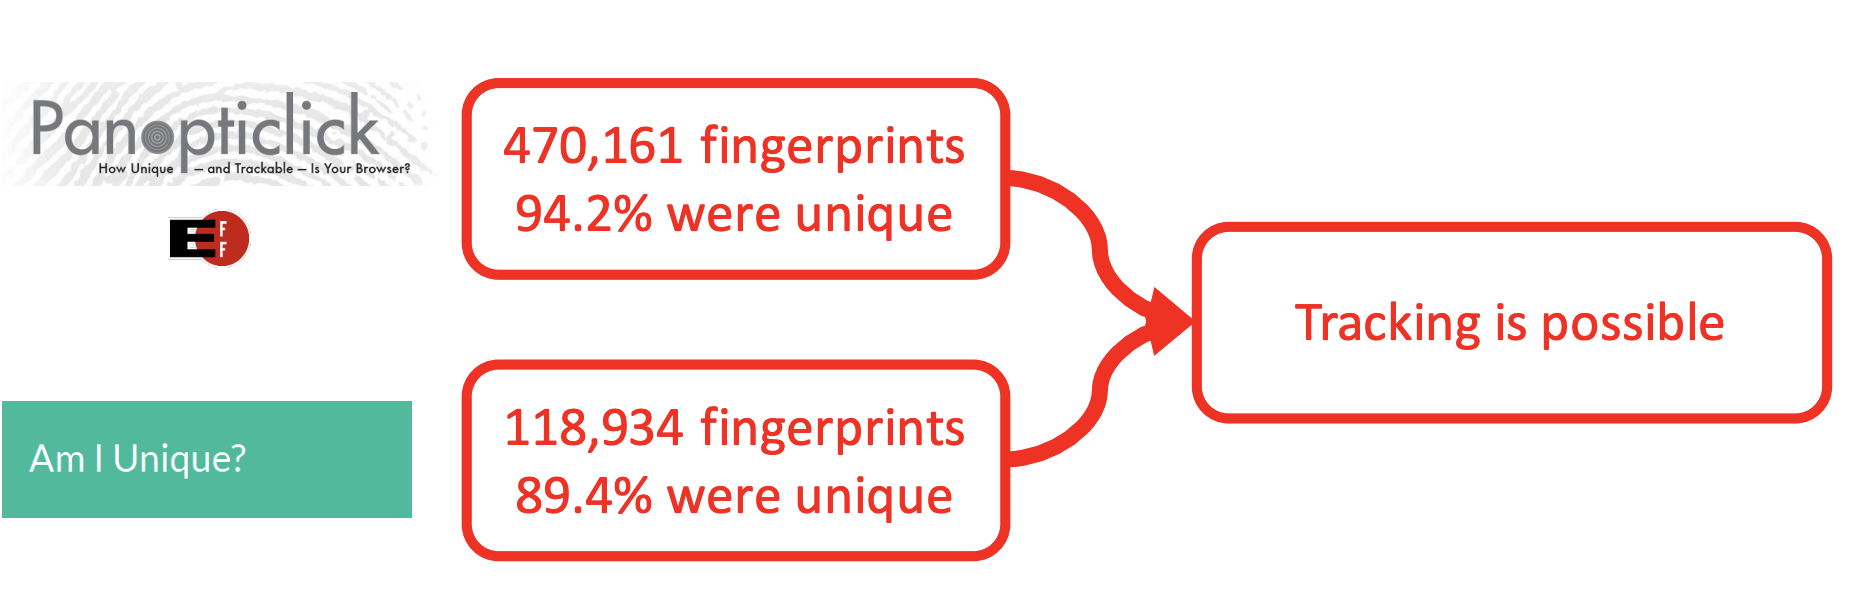 Panopticlick
How Unique — and Trackable — Is Your Browser?
EFF
470,161 fingerprints
94.2% were unique
Am I Unique?
118,934 fingerprints
89.4% were unique
Tracking is possible